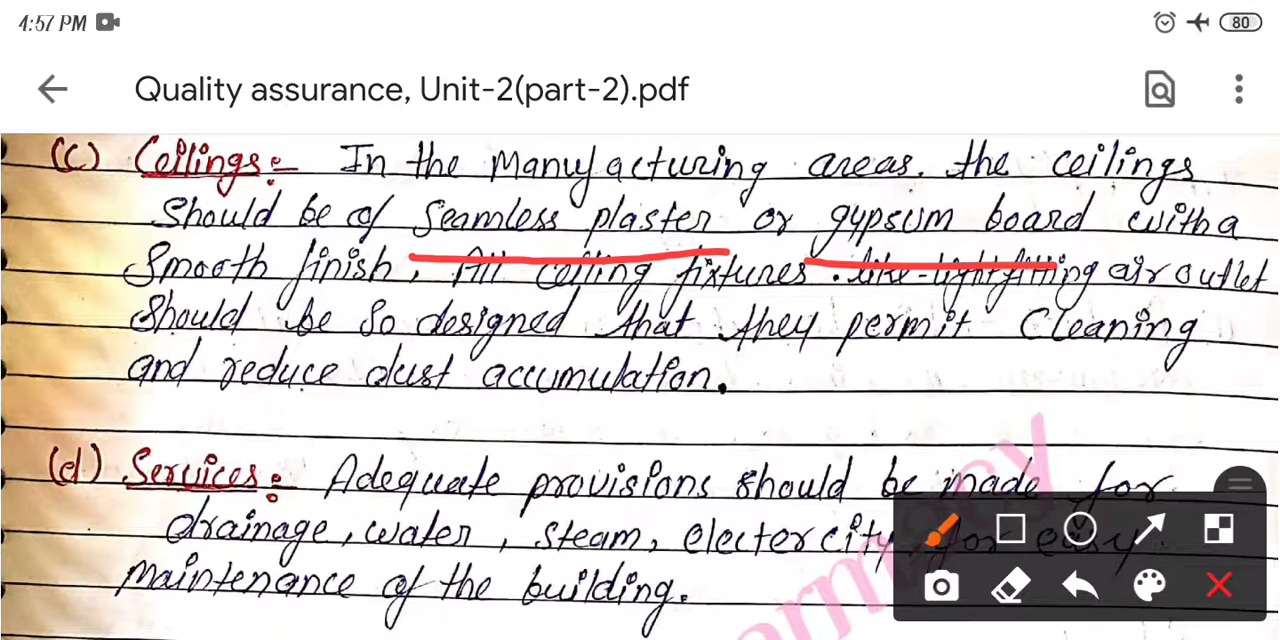 4:57 PM
80
Quality assurance, Unit-2(part-2).pdf
(c) Ceilings:- In the Manufacturing areas. the ceilings
should be of seamless plaster or gypsum board with a
smooth finish, All ceiling fixtures. like-lightfitting air outlet
should be so designed that they permit cleaning
and reduce dust accumulation.
(d) Services:- Adequate provisions should be made for
drainage, water, steam, electercity, for easy
maintenance of the building.